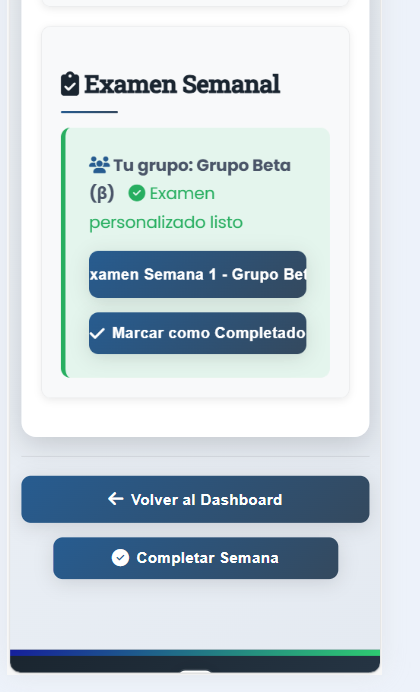 Examen Semanal
Tu grupo: Grupo Beta
(β) Examen
personalizado listo
xamen Semana 1 - Grupo Bet
Marcar como Completado
Volver al Dashboard
Completar Semana